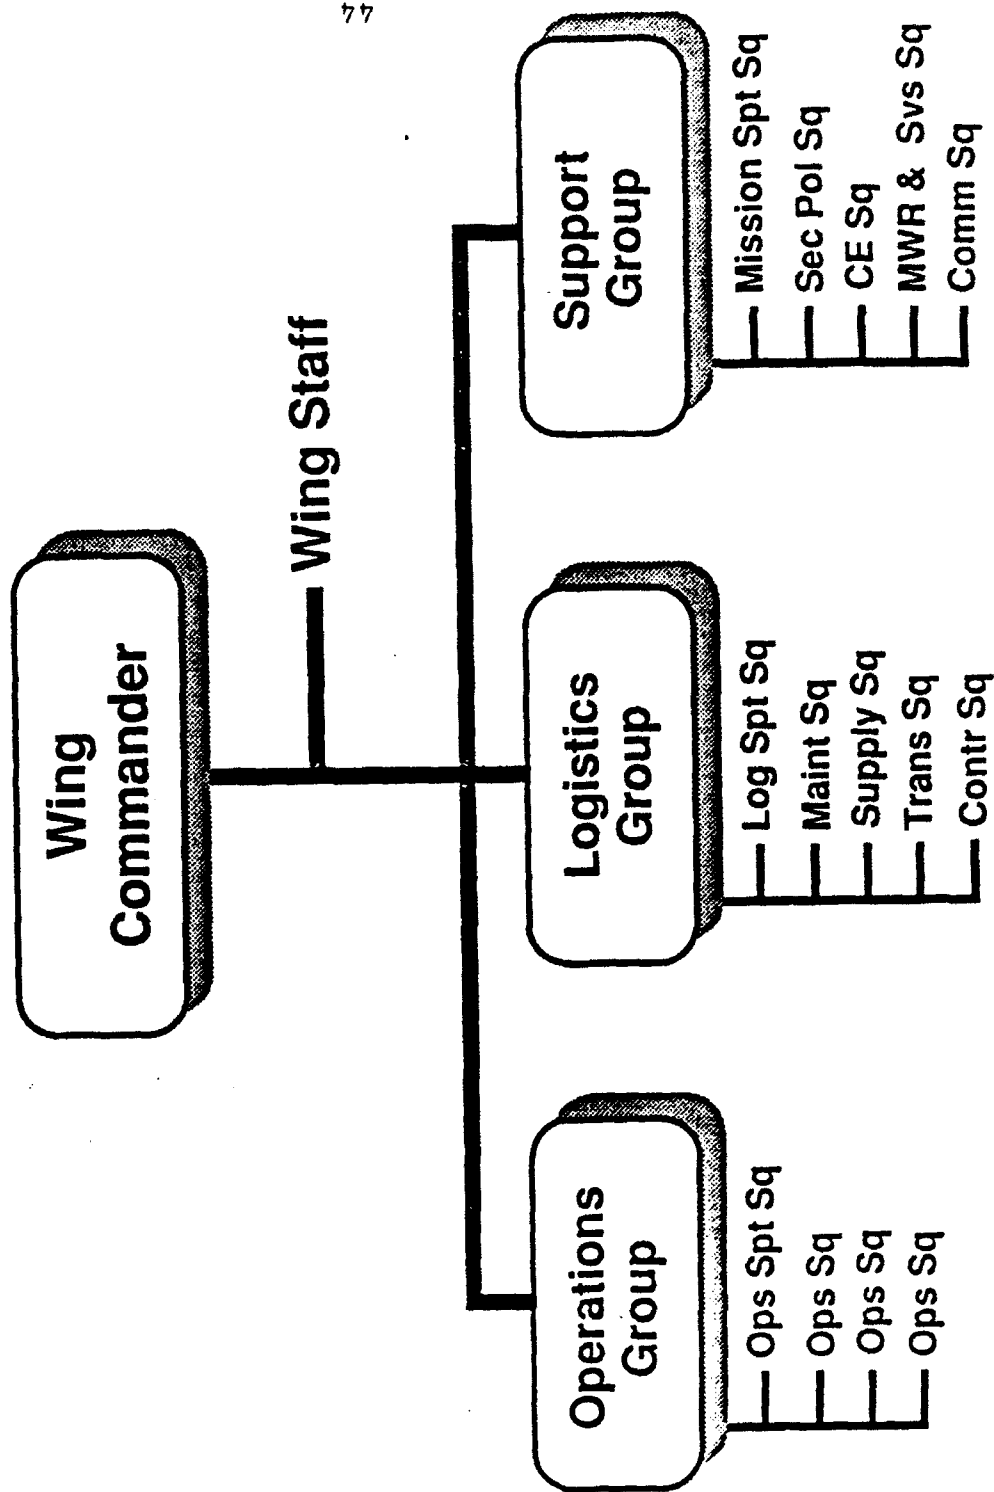 44
Wing
Commander
Wing Staff
Operations
Group
Ops Spt Sq
Ops Sq
Ops Sq
Ops Sq
Logistics
Group
Log Spt Sq
Maint Sq
Supply Sq
Trans Sq
Contr Sq
Support
Group
Mission Spt Sq
Sec Pol Sq
CE Sq
MWR & Svs Sq
Comm Sq